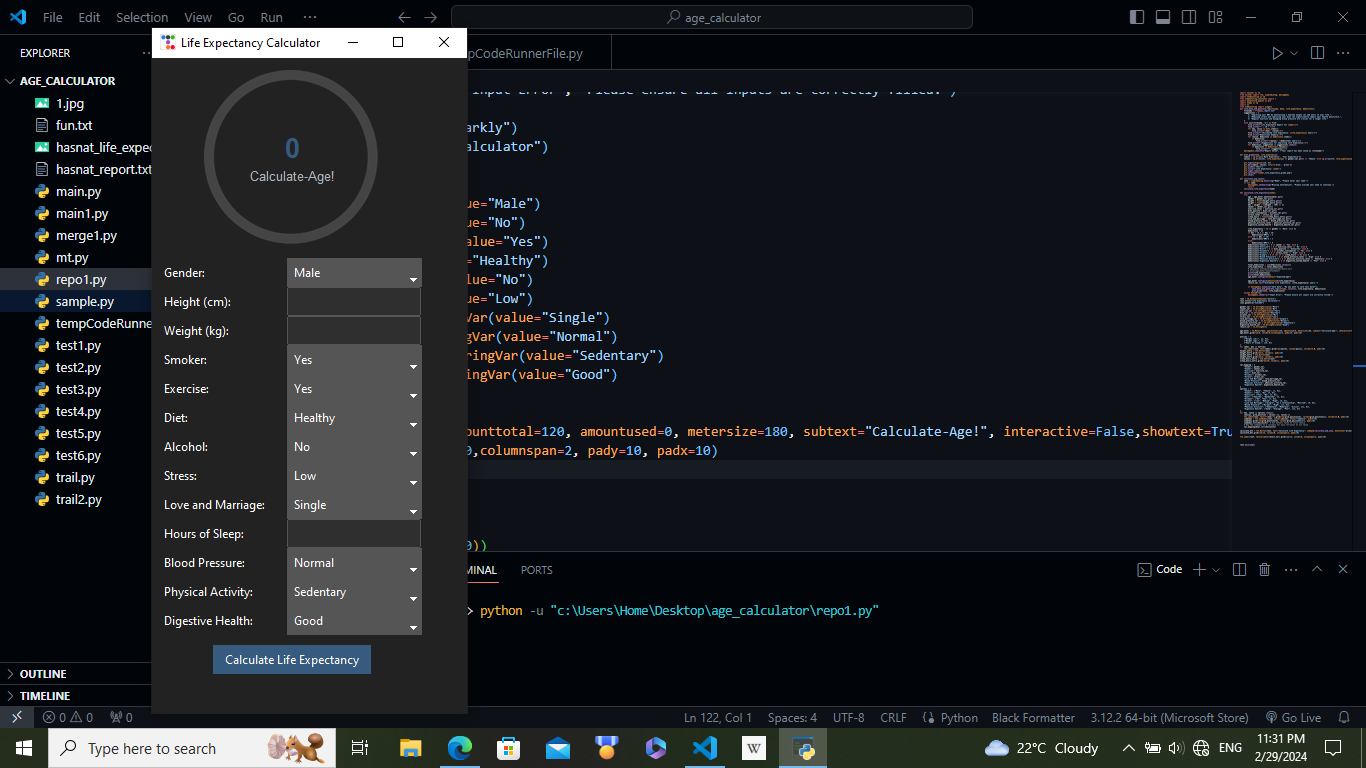 File Edit Selection View Go Run ··· age_calculator
EXPLORER
Life Expectancy Calculator
pCodeRunnerFile.py
AGE_CALCULATOR
1.jpg
fun.txt
hasnat_life_expec
hasnat_report.txt
main.py
main1.py
merge1.py
mt.py
repo1.py
sample.py
tempCodeRunne
test1.py
test2.py
test3.py
test4.py
test5.py
test6.py
trail.py
trail2.py
OUTLINE
TIMELINE
0
Calculate-Age!
Gender: Male
Height (cm):
Weight (kg):
Smoker: Yes
Exercise: Yes
Diet: Healthy
Alcohol: No
Stress: Low
Love and Marriage: Single
Hours of Sleep:
Blood Pressure: Normal
Physical Activity: Sedentary
Digestive Health: Good
Calculate Life Expectancy
arkly")
alculator")
ue="Male")
ue="No")
alue="Yes")
="Healthy")
alue="No")
ue="Low")
Var(value="Single")
gVar(value="Normal")
ringVar(value="Sedentary")
ingVar(value="Good")
ounttotal=120, amountused=0, metersize=180, subtext="Calculate-Age!", interactive=False,showtext=Tru
0,columnspan=2, pady=10, padx=10)
0))
MINAL PORTS Code
> python -u "c:\Users\Home\Desktop\age_calculator\repo1.py"
0 0 0 Ln 122, Col 1 Spaces: 4 UTF-8 CRLF Python Black Formatter 3.12.2 64-bit (Microsoft Store) Go Live
Type here to search 22°C Cloudy ENG 11:31 PM
2/29/2024